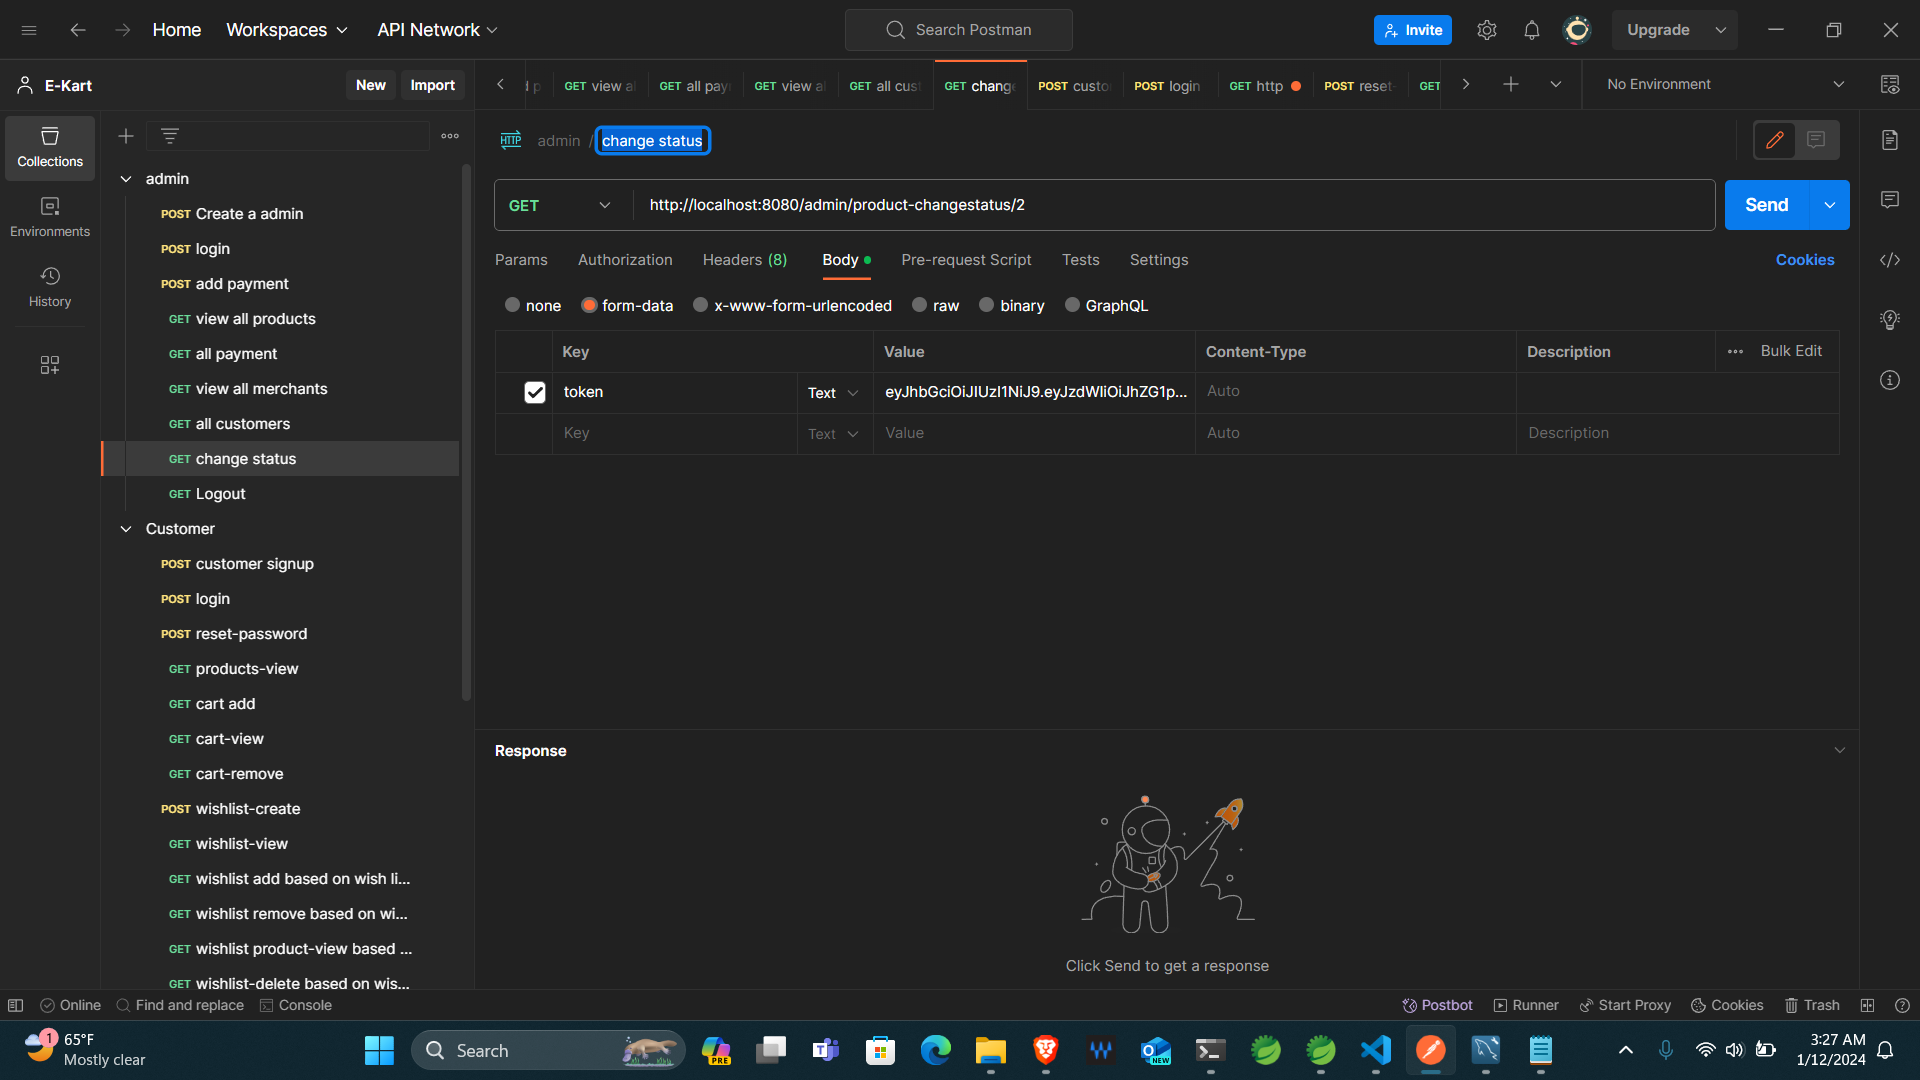 Home
Workspaces
API Network
Search Postman
Invite
Upgrade
E-Kart
New
Import
GET view al
GET all pay
GET view al
GET all cust
GET change
POST custo
POST login
GET http
POST reset-
GET
No Environment
Collections
Environments
History
admin
POST Create a admin
POST login
POST add payment
GET view all products
GET all payment
GET view all merchants
GET all customers
GET change status
GET Logout
Customer
POST customer signup
POST login
POST reset-password
GET products-view
GET cart add
GET cart-view
GET cart-remove
POST wishlist-create
GET wishlist-view
GET wishlist add based on wish li...
GET wishlist remove based on wi...
GET wishlist product-view based ...
GET wishlist-delete based on wis...
HTTP admin / change status
GET http://localhost:8080/admin/product-changestatus/2
Send
Params Authorization Headers (8) Body Pre-request Script Tests Settings
Cookies
none form-data x-www-form-urlencoded raw binary GraphQL
Key Value Content-Type Description ••• Bulk Edit
token Text eyJhbGciOiJIUzI1NiJ9.eyJzdWIiOiJhZG1p... Auto
Key Text Value Auto Description
Response
Click Send to get a response
Online Find and replace Console
Postbot Runner Start Proxy Cookies Trash
1
65°F
Mostly clear
Search
PRE
NEW
3:27 AM
1/12/2024